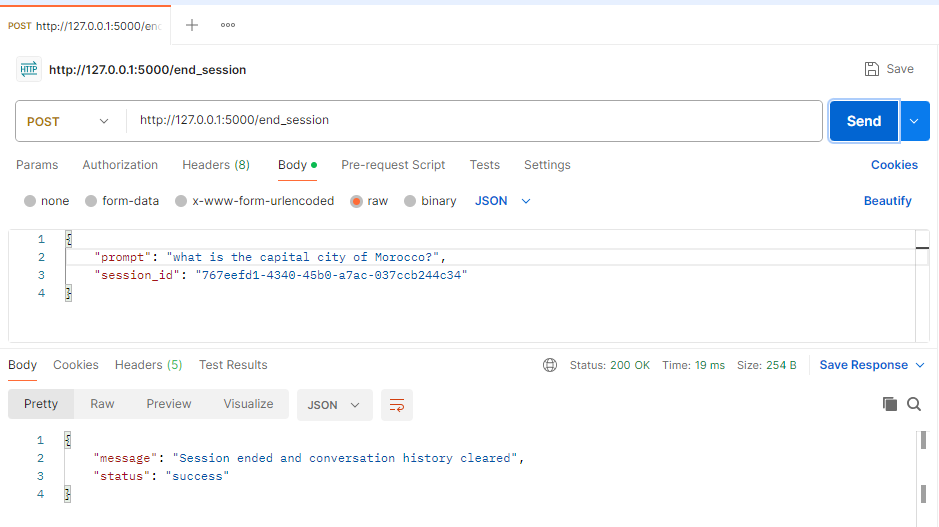 POST http://127.0.0.1:5000/en
HTTP http://127.0.0.1:5000/end_session Save
POST http://127.0.0.1:5000/end_session Send
Params Authorization Headers (8) Body Pre-request Script Tests Settings Cookies
none form-data x-www-form-urlencoded raw binary JSON Beautify
1 {
2 "prompt": "what is the capital city of Morocco?",
3 "session_id": "767eefd1-4340-45b0-a7ac-037ccb244c34"
4 }
Body Cookies Headers (5) Test Results Status: 200 OK Time: 19 ms Size: 254 B Save Response
Pretty Raw Preview Visualize JSON
1 {
2 "message": "Session ended and conversation history cleared",
3 "status": "success"
4 }